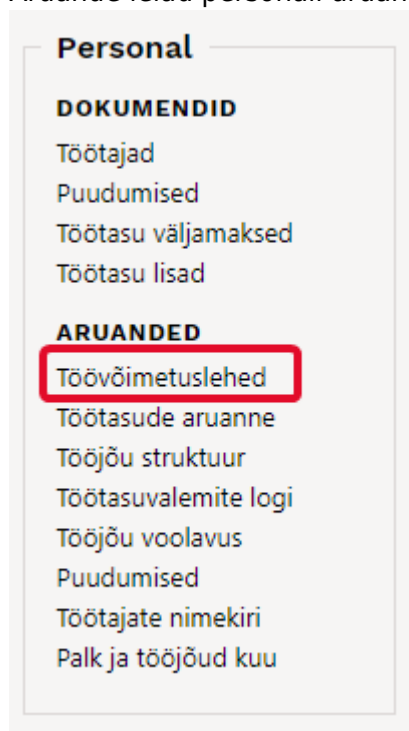 Personal
DOKUMENDID
Töötajad
Puudumised
Töötasu väljamaksed
Töötasu lisad
ARUANDED
Töövõimetuslehed
Töötasude aruanne
Tööjõu struktuur
Töötasuvalemite logi
Tööjõu voolavus
Puudumised
Töötajate nimekiri
Palk ja tööjõud kuu